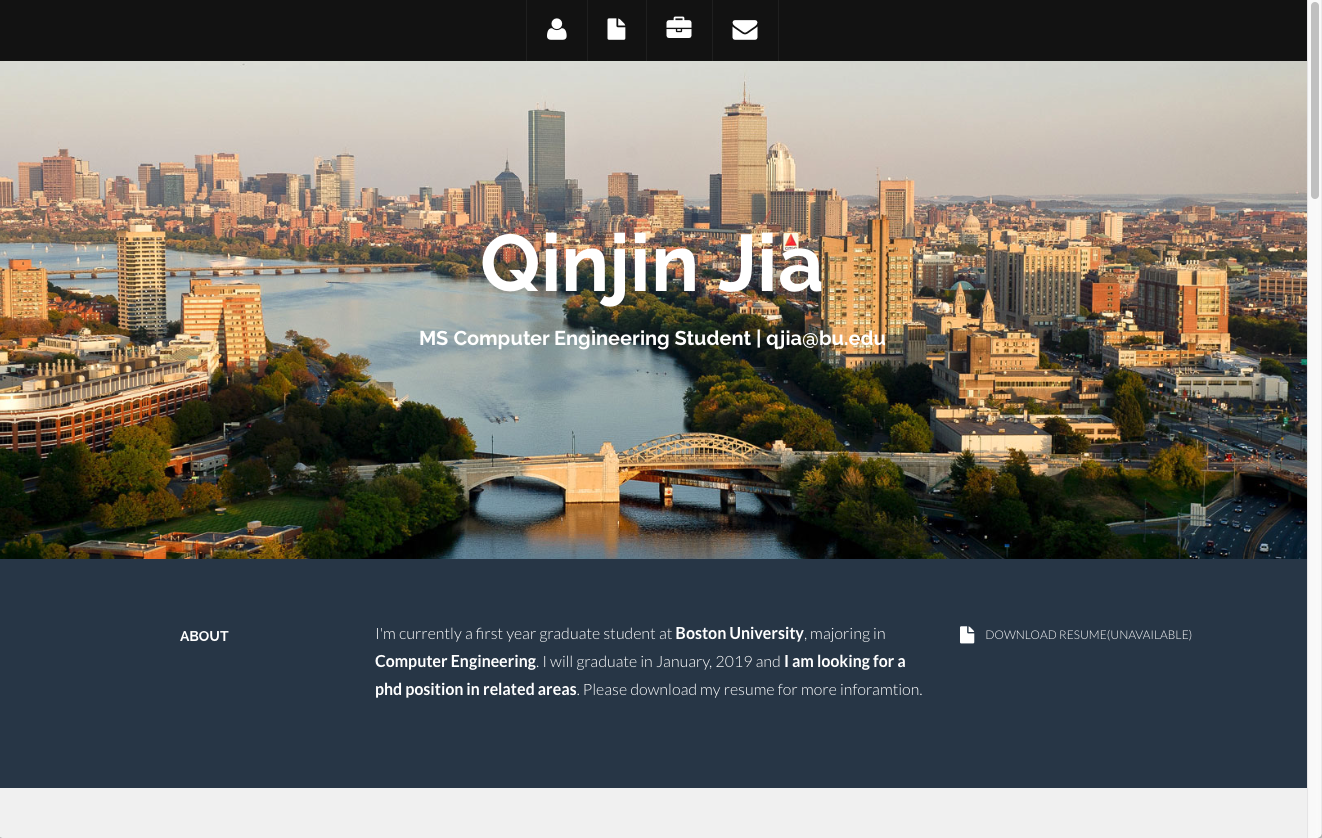 Qinjin Jia
MS Computer Engineering Student | qjia@bu.edu
ABOUT
I'm currently a first year graduate student at Boston University, majoring in
Computer Engineering. I will graduate in January, 2019 and I am looking for a
phd position in related areas. Please download my resume for more inforamtion.
DOWNLOAD RESUME(UNAVAILABLE)